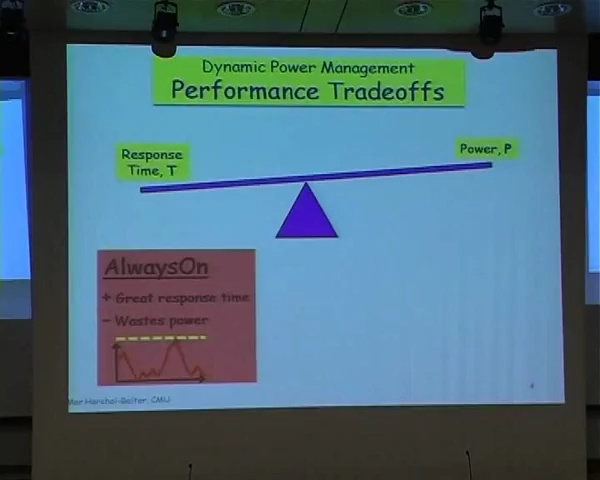 Dynamic Power Management
Performance Tradeoffs
Response
Time, T
Power, P
AlwaysOn
+ Great response time
- Wastes power
Mor Harchol-Balter, CMU